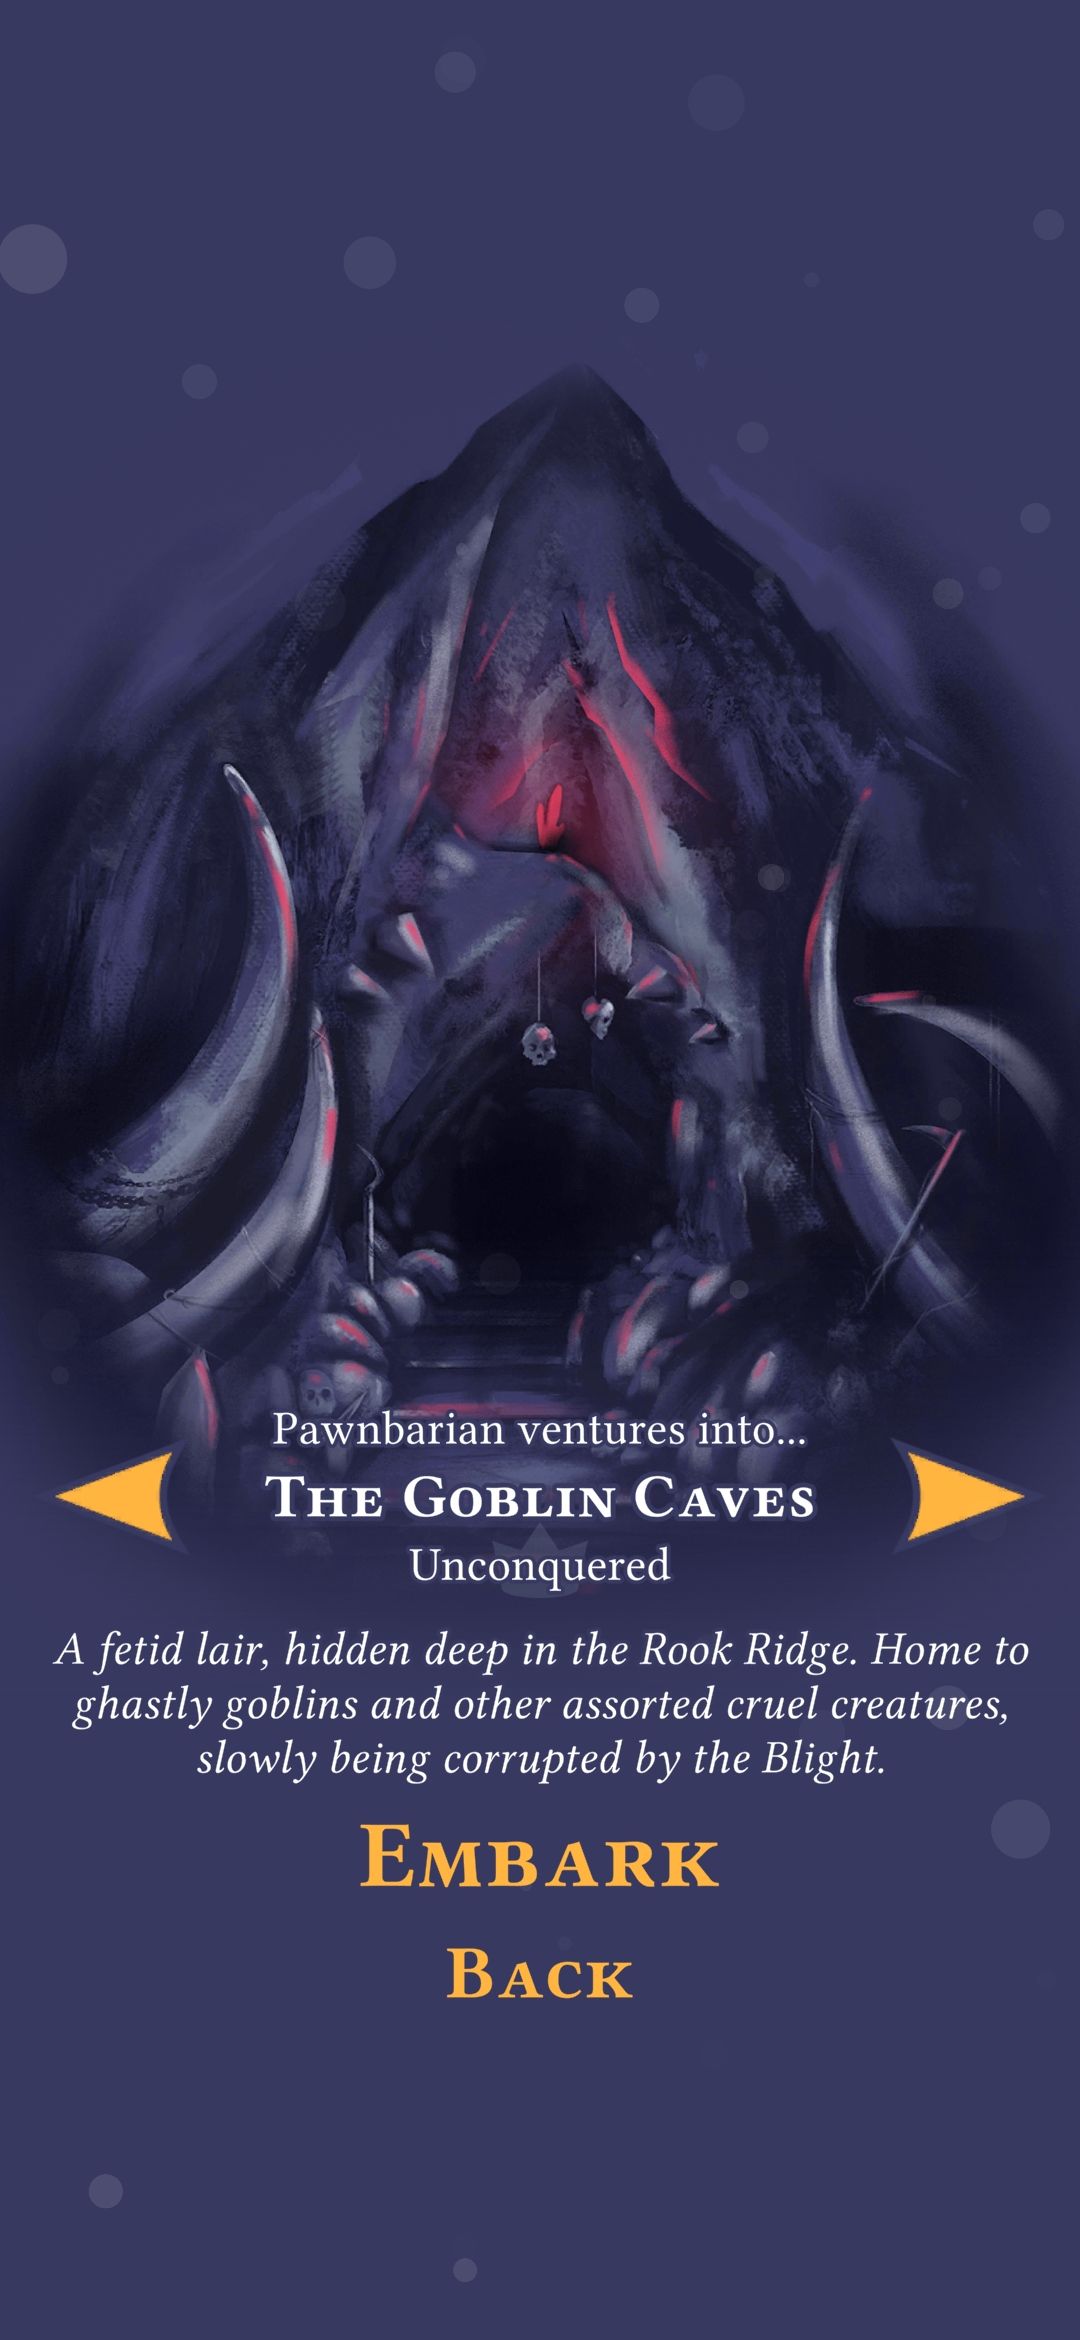 Pawnbarian ventures into...
The Goblin Caves
Unconquered
A fetid lair, hidden deep in the Rook Ridge. Home to
ghastly goblins and other assorted cruel creatures,
slowly being corrupted by the Blight.
Embark
Back